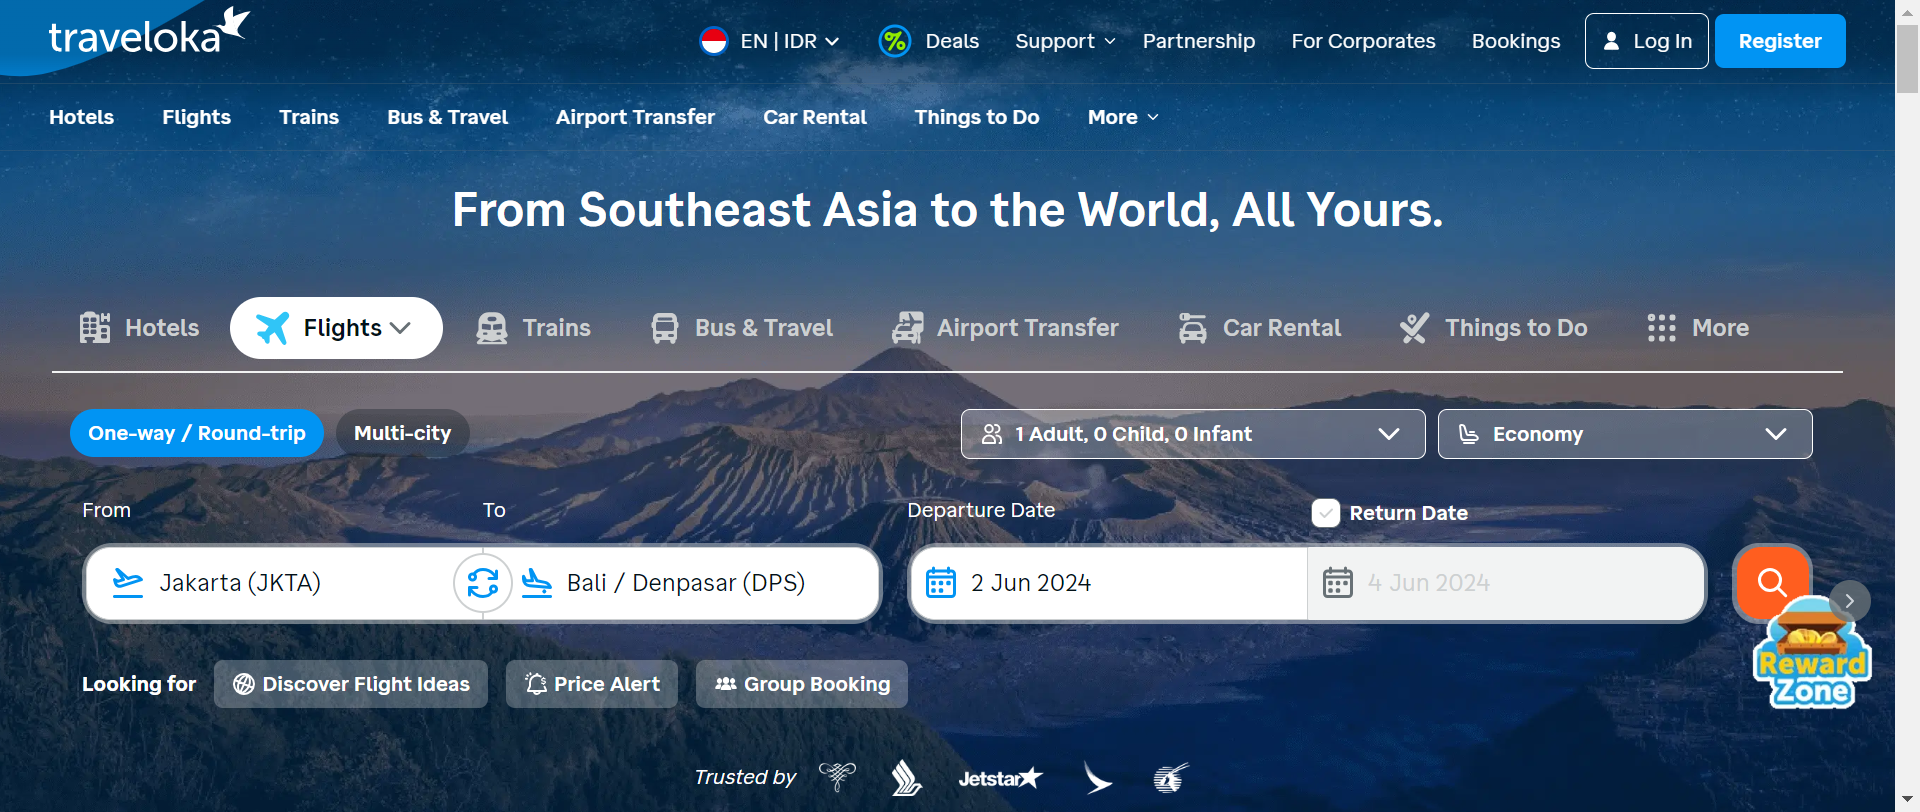 traveloka
EN | IDR
% Deals
Support
Partnership
For Corporates
Bookings
Log In
Register
Hotels
Flights
Trains
Bus & Travel
Airport Transfer
Car Rental
Things to Do
More
From Southeast Asia to the World, All Yours.
Hotels
Flights
Trains
Bus & Travel
Airport Transfer
Car Rental
Things to Do
More
One-way / Round-trip
Multi-city
1 Adult, 0 Child, 0 Infant
Economy
From
To
Departure Date
Return Date
Jakarta (JKTA)
Bali / Denpasar (DPS)
2 Jun 2024
4 Jun 2024
Reward
Zone
Looking for
Discover Flight Ideas
Price Alert
Group Booking
Trusted by
Jetstar